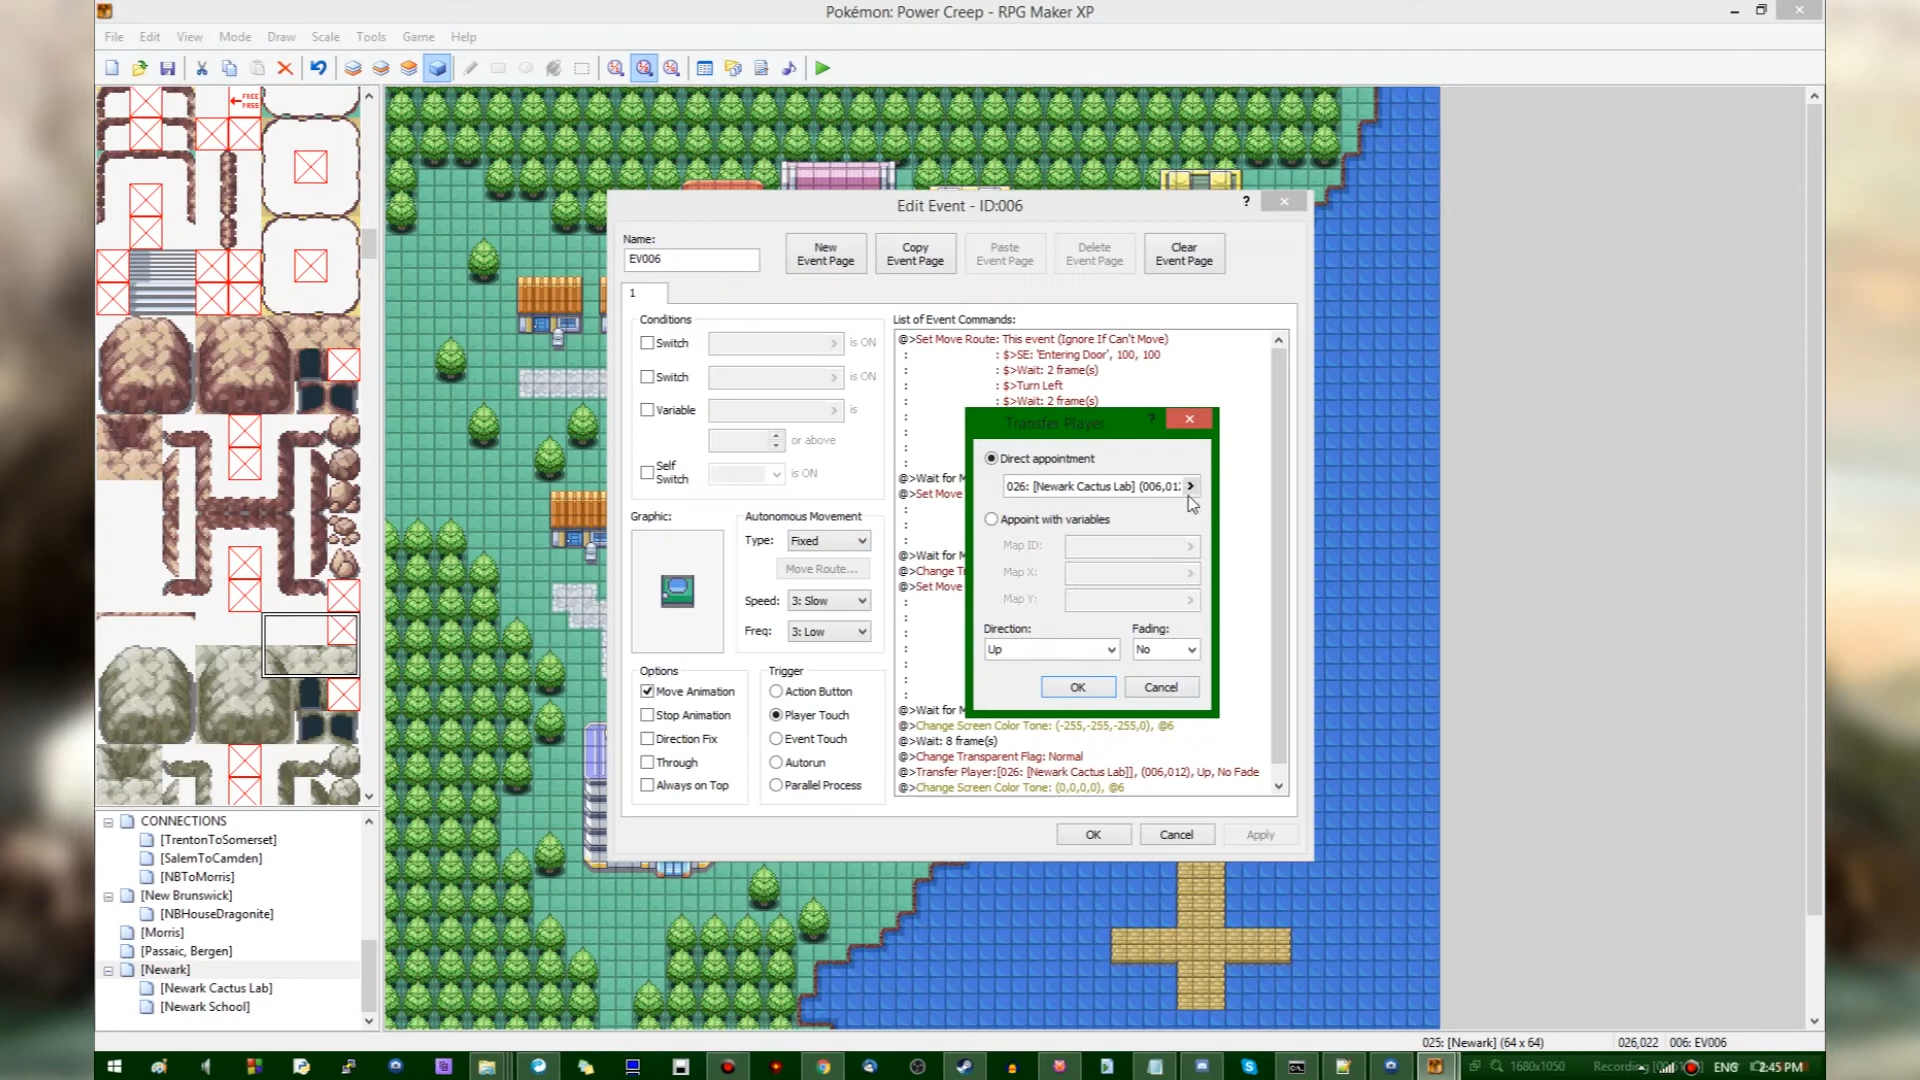 Pokémon: Power Creep - RPG Maker XP
File Edit View Mode Draw Scale Tools Game Help
FREE
PASS
Edit Event - ID:006
?
Name:
EV006
New
Event Page
Copy
Event Page
Paste
Event Page
Delete
Event Page
Clear
Event Page
1
Conditions
Switch is ON
Switch is ON
Variable is
or above
Self
Switch
is ON
Graphic:
Autonomous Movement
Type: Fixed
Move Route...
Speed: 3: Slow
Freq: 3: Low
Options
Move Animation
Stop Animation
Direction Fix
Through
Always on Top
Trigger
Action Button
Player Touch
Event Touch
Autorun
Parallel Process
List of Event Commands:
@>Set Move Route: This event (Ignore If Can't Move)
: : $>SE: 'Entering Door', 100, 100
: : $>Wait: 2 frame(s)
: : $>Turn Left
: : $>Wait: 2 frame(s)
@>Wait for M
@>Set Move
@>Wait for M
@>Change Tr
@>Set Move
@>Wait for M
@>Change Screen Color Tone: (-255,-255,-255,0), @6
@>Wait: 8 frame(s)
@>Change Transparent Flag: Normal
@>Transfer Player:[026: [Newark Cactus Lab]], (006,012), Up, No Fade
@>Change Screen Color Tone: (0,0,0,0), @6
OK Cancel Apply
Transfer Player
?
Direct appointment
026: [Newark Cactus Lab] (006,012
Appoint with variables
Map ID:
Map X:
Map Y:
Direction: Fading:
Up No
OK Cancel
CONNECTIONS
[TrentonToSomerset]
[SalemToCamden]
[NBToMorris]
[New Brunswick]
[NBHouseDragonite]
[Morris]
[Passaic, Bergen]
[Newark]
[Newark Cactus Lab]
[Newark School]
025: [Newark] (64 x 64) 026,022 006: EV006
1680x1050 Recording ENG 2:45 PM